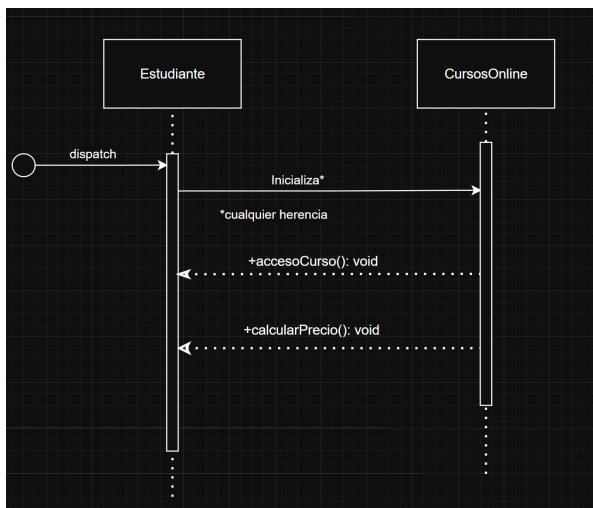 Estudiante
CursosOnline
dispatch
Inicializa*
*cualquier herencia
+accesoCurso(): void
+calcularPrecio(): void